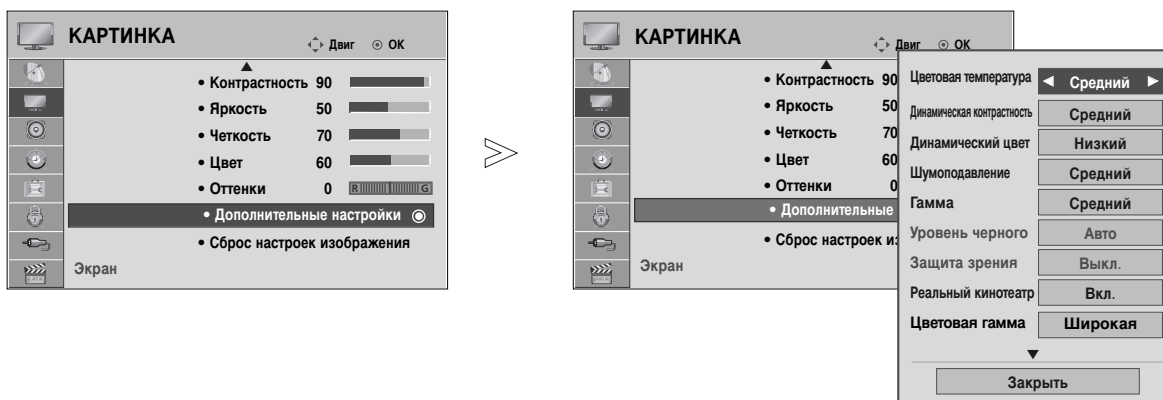 КАРТИНКА
Двиг ОК
• Контрастность 90
• Яркость 50
• Четкость 70
• Цвет 60
• Оттенки 0 R G
• Дополнительные настройки
• Сброс настроек изображения
Экран
КАРТИНКА
Двиг ОК
• Контрастность 90
• Яркость 50
• Четкость 70
• Цвет 60
• Оттенки 0
• Дополнительные
• Сброс настроек из
Экран
Цветовая температура Средний
Динамическая контрастность Средний
Динамический цвет Низкий
Шумоподавление Средний
Гамма Средний
Уровень черного Авто
Защита зрения Выкл.
Реальный кинотеатр Вкл.
Цветовая гамма Широкая
Закрыть